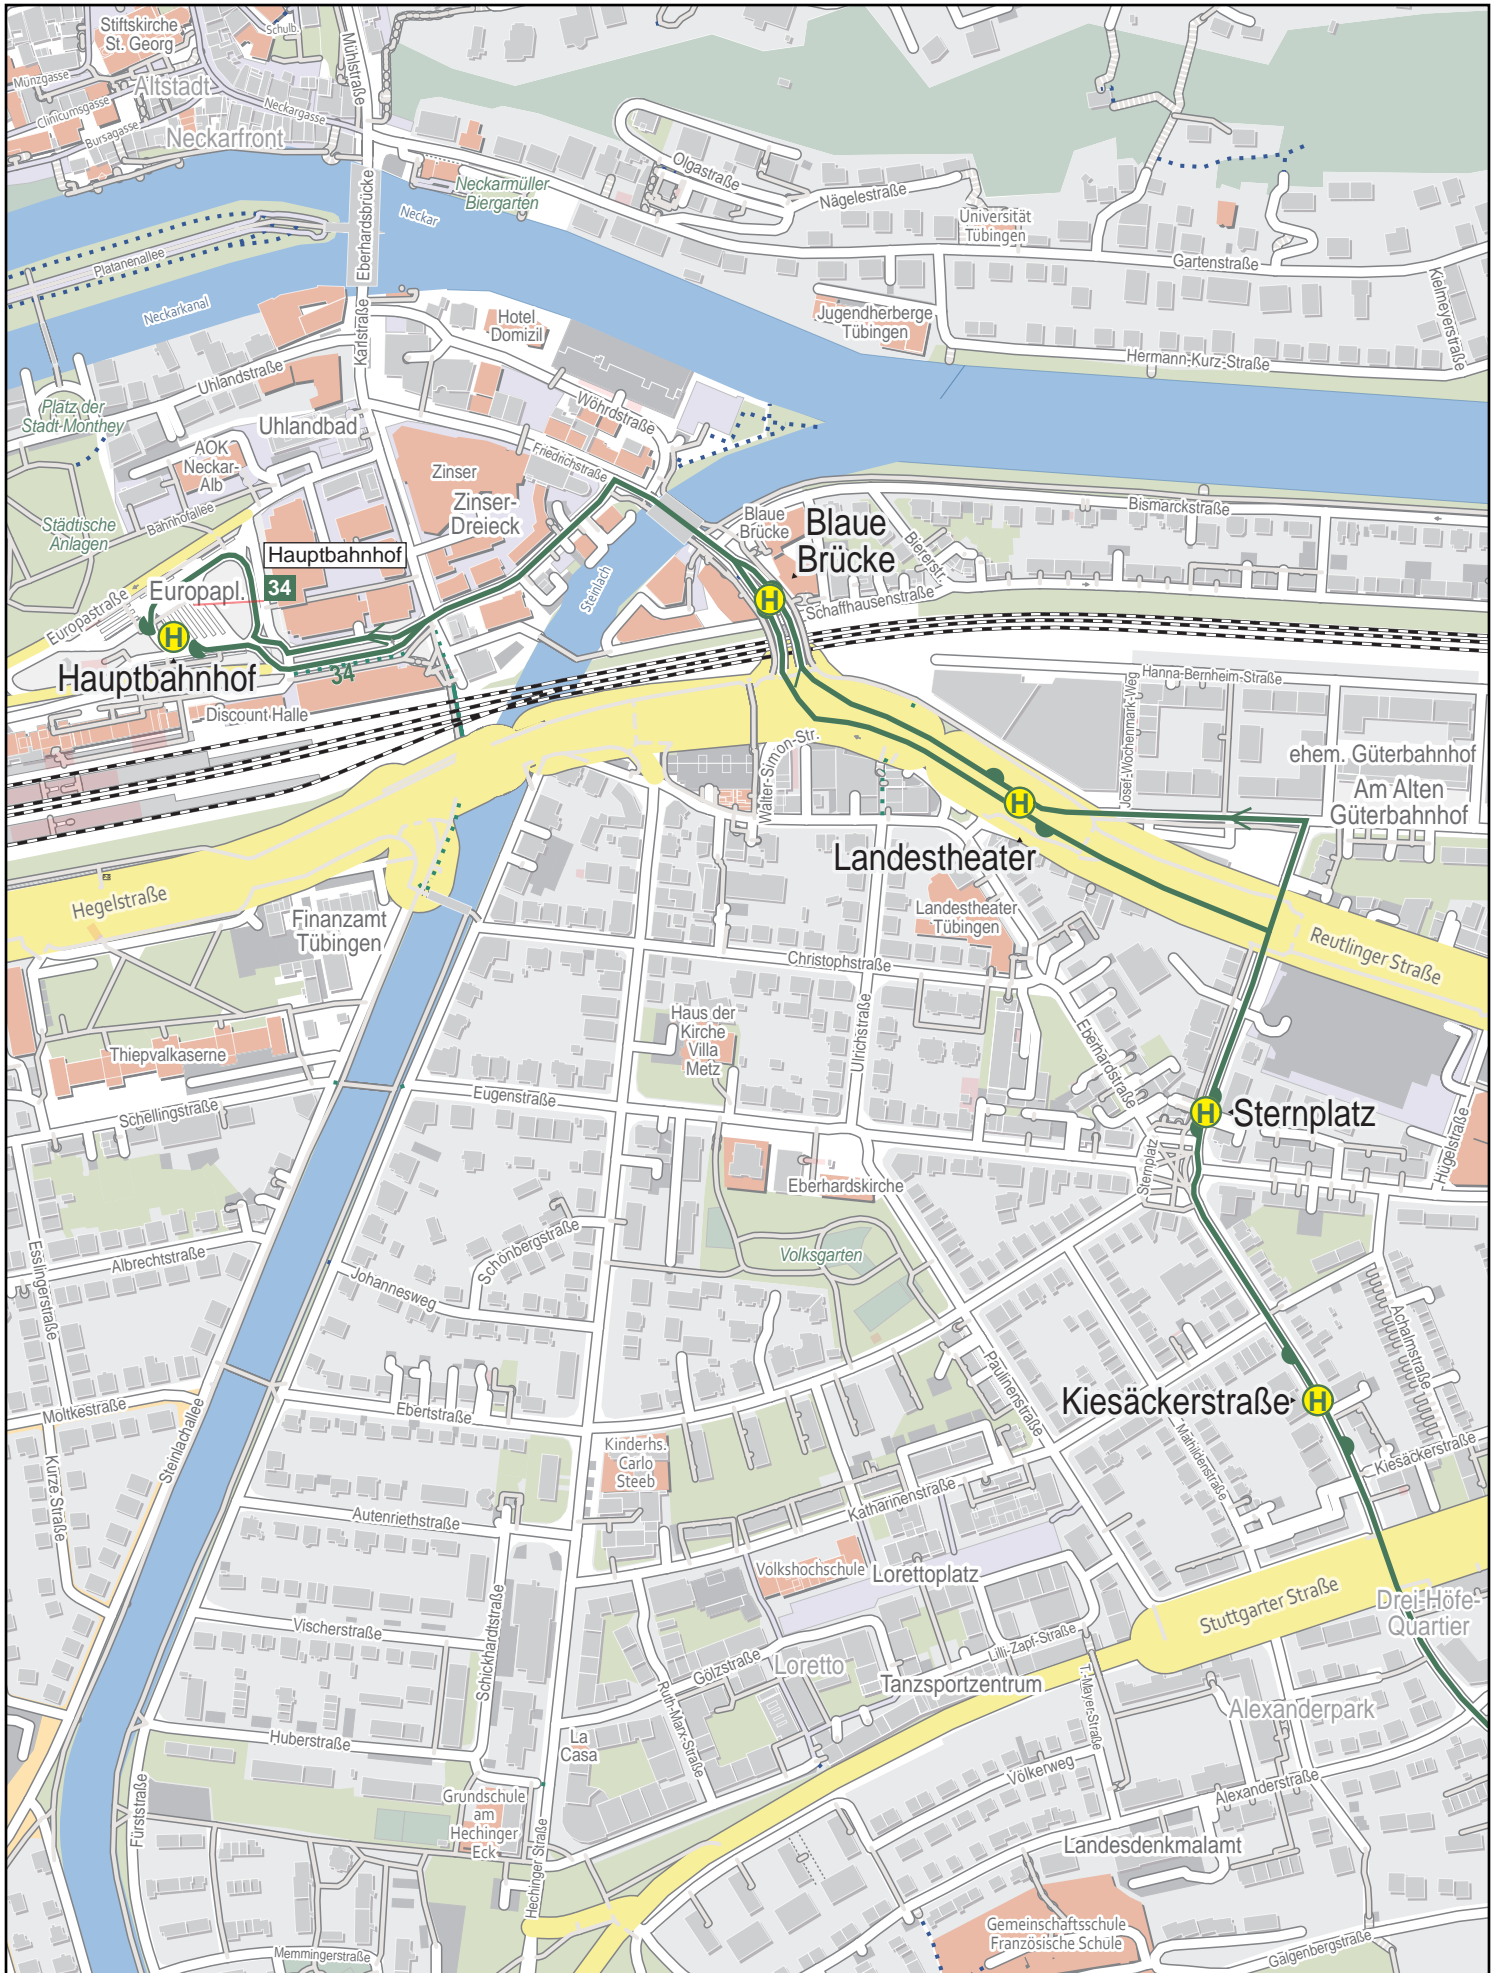 Stiftskirche
St. Georg
Schulb.
Mühlstraße
Münzgasse
Altstadt
Clinicumsgasse
Neckargasse
Bursagasse
Neckarfront
Neckarmüller
Biergarten
Neckar
Eberhardsbrücke
Platanenallee
Neckarkanal
Olgastraße
Nägelestraße
Universität
Tübingen
Gartenstraße
Kielmeyerstraße
Jugendherberge
Tübingen
Hermann-Kurz-Straße
Hotel
Domizil
Karlstraße
Uhlandstraße
Platz der
Stadt Monthey
Uhlandbad
Wöhrdstraße
AOK
Neckar-
Alb
Zinser
Friedrichstraße
Zinser-
Dreieck
Bahnhofallee
Städtische
Anlagen
Blaue
Brücke
Blaue
Brücke
Bierestr.
Bismarckstraße
Schaffhausenstraße
Steinlach
Hauptbahnhof
34
Europapl.
Europastraße
H
H
Hauptbahnhof
34
Discount Halle
Hanna-Bernheim-Straße
Josef-Wochenmark-Weg
ehem. Güterbahnhof
Am Alten
Güterbahnhof
Walter-Simon-Str.
H
Landestheater
Landestheater
Tübingen
Hegelstraße
Finanzamt
Tübingen
Christophstraße
Reutlinger Straße
Haus der
Kirche
Villa
Metz
Ulrichstraße
Eberhardstraße
Thiepvalkaserne
Schellingstraße
Eugenstraße
H
Sternplatz
Sternplatz
Hügelstraße
Eberhardskirche
Volksgarten
Schönbergstraße
Johannesweg
Albrechtstraße
Esslingerstraße
Achalmstraße
Paulinenstraße
Kiesäckerstraße
H
Kiesäckerstraße
Mathildenstraße
Moltkestraße
Steinlachallee
Kurze Straße
Ebertstraße
Kinderhs.
Carlo
Steeb
Katharinenstraße
Autenriethstraße
Volkshochschule
Lorettoplatz
Stuttgarter Straße
Drei-Höfe-
Quartier
Vischerstraße
Schickhardtstraße
Gölzstraße
Loretto
Lilli-Zapf-Straße
Tanzsportzentrum
T.-Mayer-Straße
Ruth-Marx-Straße
Alexanderpark
Huberstraße
La
Casa
Völkerweg
Alexanderstraße
Fürststraße
Grundschule
am
Hechinger
Eck
Hechinger Straße
Landesdenkmalamt
Gemeinschaftsschule
Französische Schule
Galgenbergstraße
Memmingerstraße